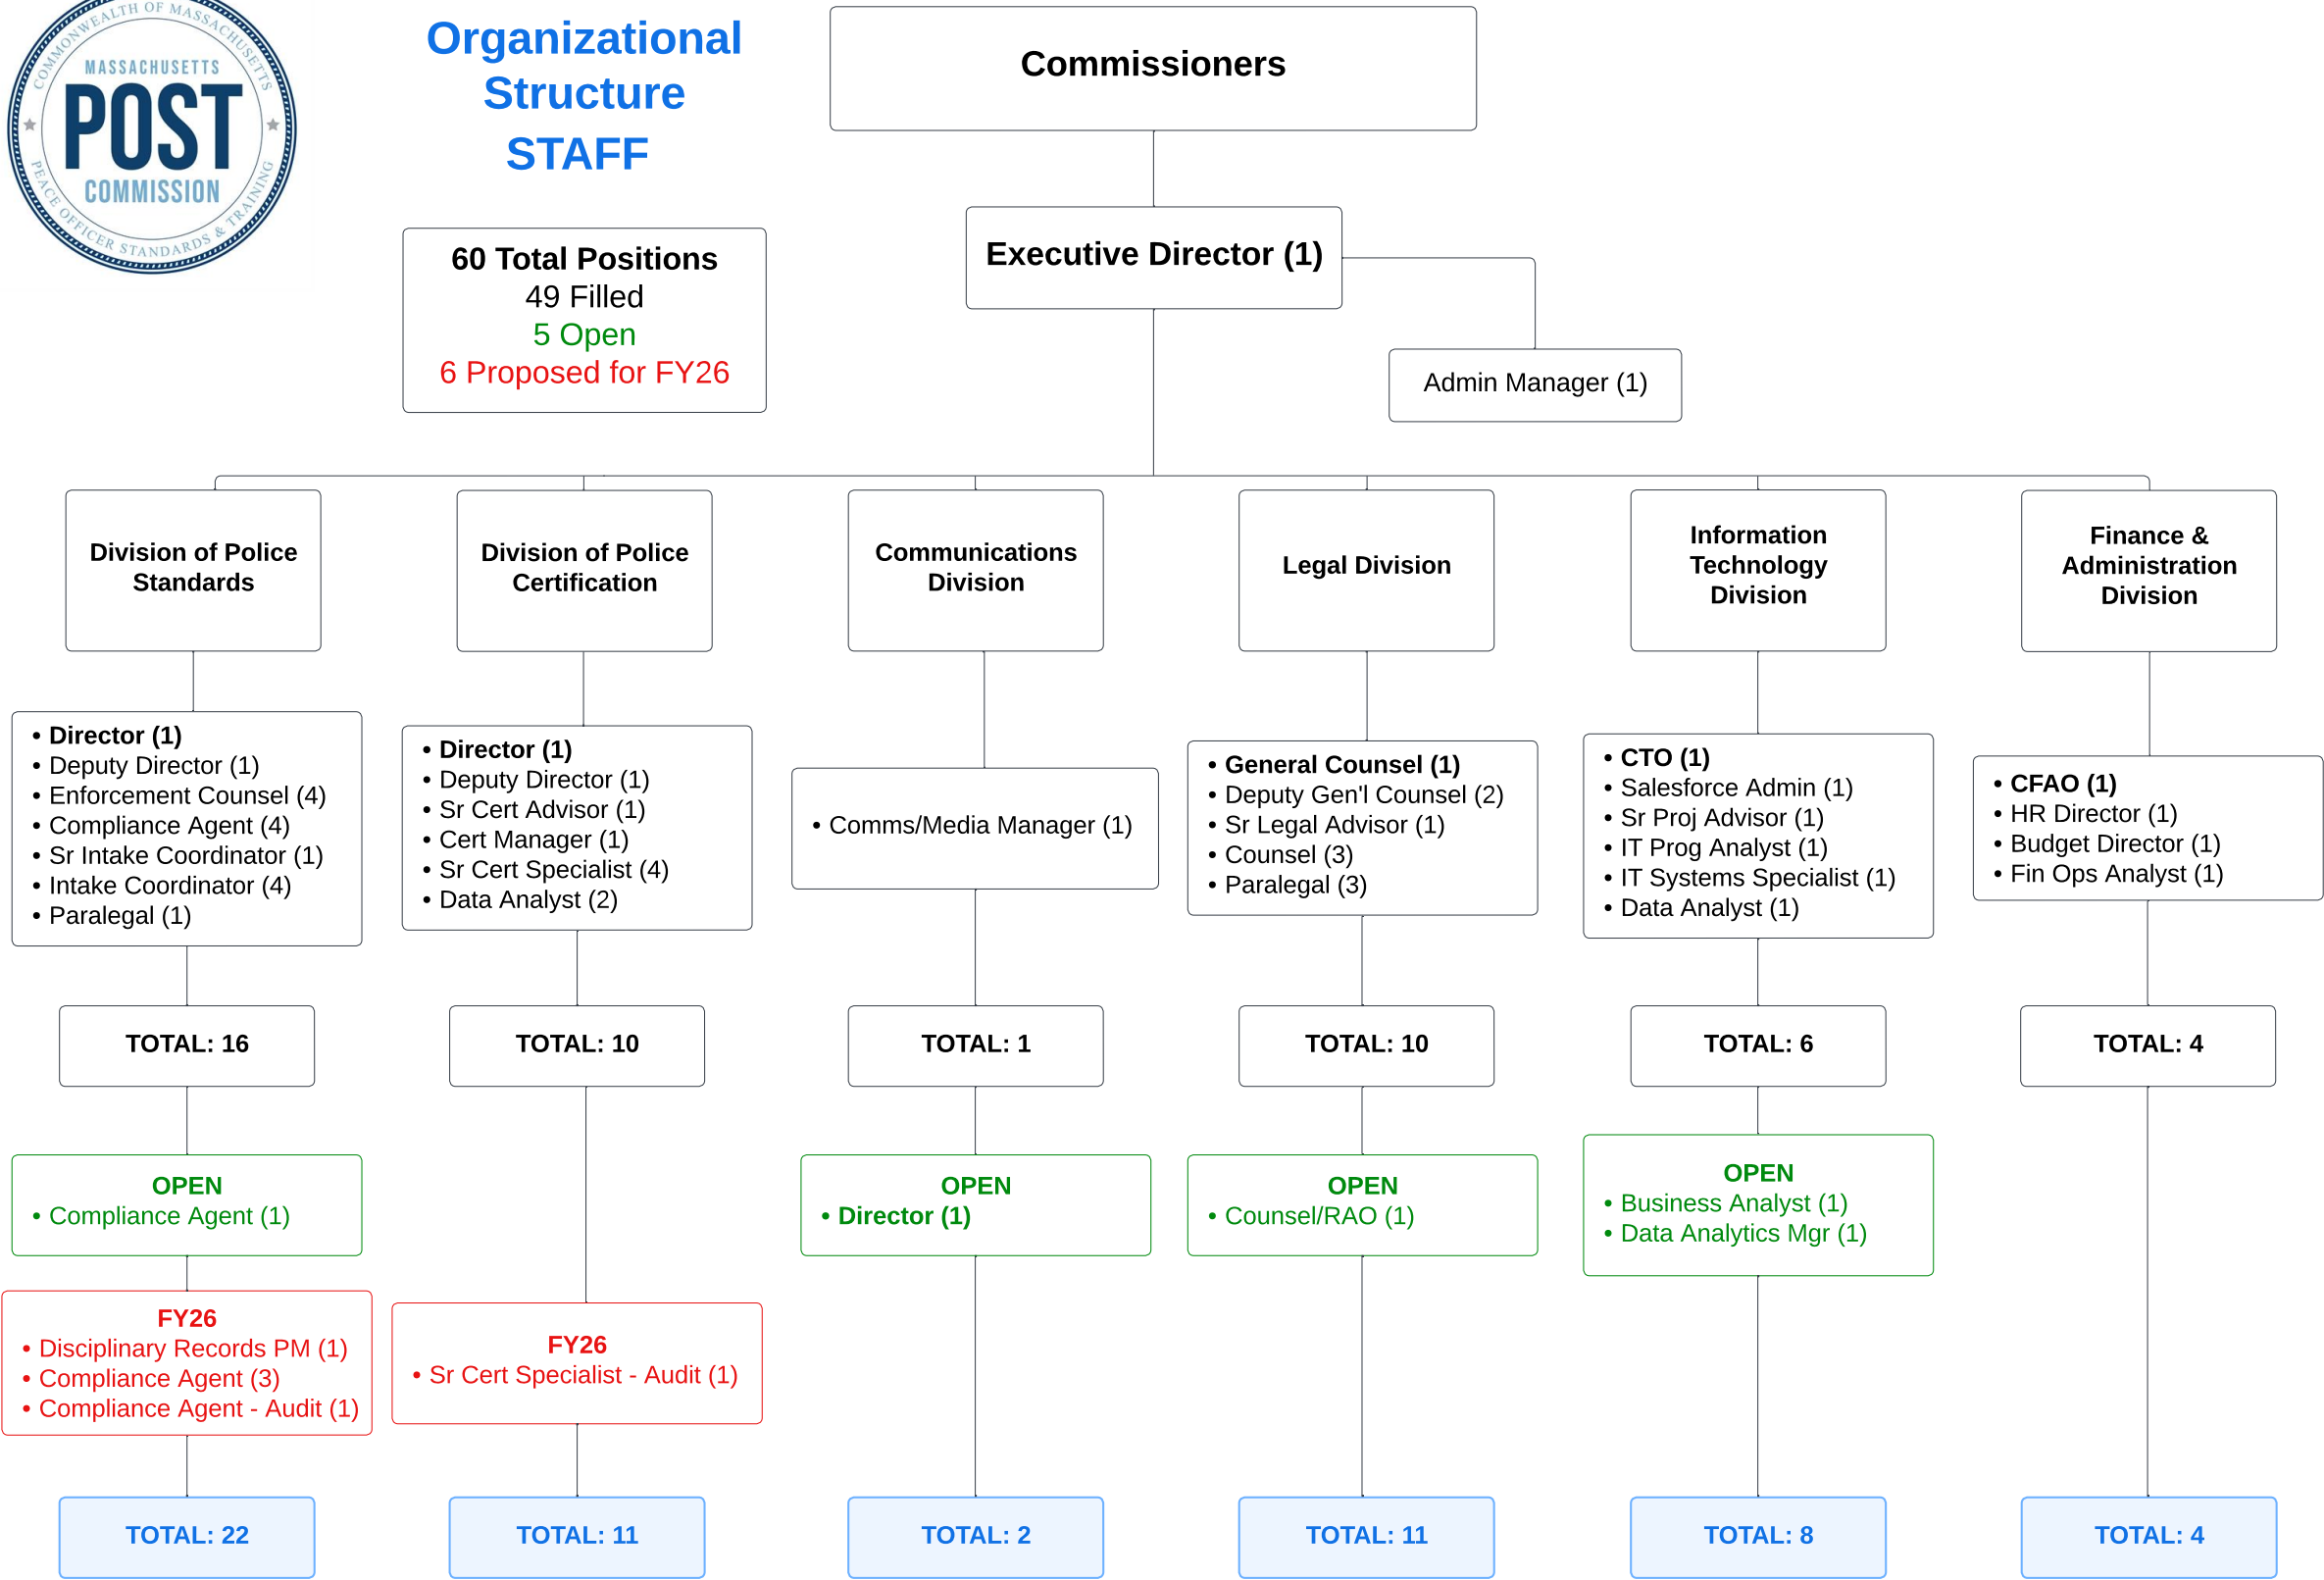 COMMONWEALTH OF MASSACHUSETTS
MASSACHUSETTS
POST
COMMISSION
PEACE OFFICER STANDARDS & TRAINING
Organizational
Structure
STAFF
60 Total Positions
49 Filled
5 Open
6 Proposed for FY26
Commissioners
Executive Director (1)
Admin Manager (1)
Division of Police
Standards
• Director (1)
• Deputy Director (1)
• Enforcement Counsel (4)
• Compliance Agent (4)
• Sr Intake Coordinator (1)
• Intake Coordinator (4)
• Paralegal (1)
TOTAL: 16
OPEN
• Compliance Agent (1)
FY26
• Disciplinary Records PM (1)
• Compliance Agent (3)
• Compliance Agent - Audit (1)
TOTAL: 22
Division of Police
Certification
• Director (1)
• Deputy Director (1)
• Sr Cert Advisor (1)
• Cert Manager (1)
• Sr Cert Specialist (4)
• Data Analyst (2)
TOTAL: 10
FY26
• Sr Cert Specialist - Audit (1)
TOTAL: 11
Communications
Division
• Comms/Media Manager (1)
TOTAL: 1
OPEN
• Director (1)
TOTAL: 2
Legal Division
• General Counsel (1)
• Deputy Gen'l Counsel (2)
• Sr Legal Advisor (1)
• Counsel (3)
• Paralegal (3)
TOTAL: 10
OPEN
• Counsel/RAO (1)
TOTAL: 11
Information
Technology
Division
• CTO (1)
• Salesforce Admin (1)
• Sr Proj Advisor (1)
• IT Prog Analyst (1)
• IT Systems Specialist (1)
• Data Analyst (1)
TOTAL: 6
OPEN
• Business Analyst (1)
• Data Analytics Mgr (1)
TOTAL: 8
Finance &
Administration
Division
• CFAO (1)
• HR Director (1)
• Budget Director (1)
• Fin Ops Analyst (1)
TOTAL: 4
TOTAL: 4